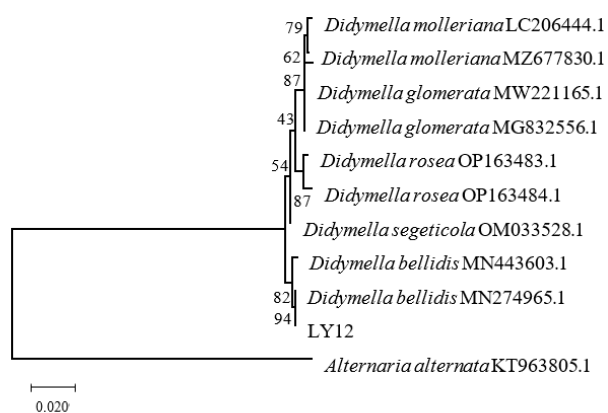 79
Didymella molleriana LC206444.1
62
Didymella molleriana MZ677830.1
87
Didymella glomerata MW221165.1
43
Didymella glomerata MG832556.1
54
Didymella rosea OP163483.1
87
Didymella rosea OP163484.1
Didymella segeticola OM033528.1
Didymella bellidis MN443603.1
82
Didymella bellidis MN274965.1
94
LY12
Alternaria alternata KT963805.1
0.020